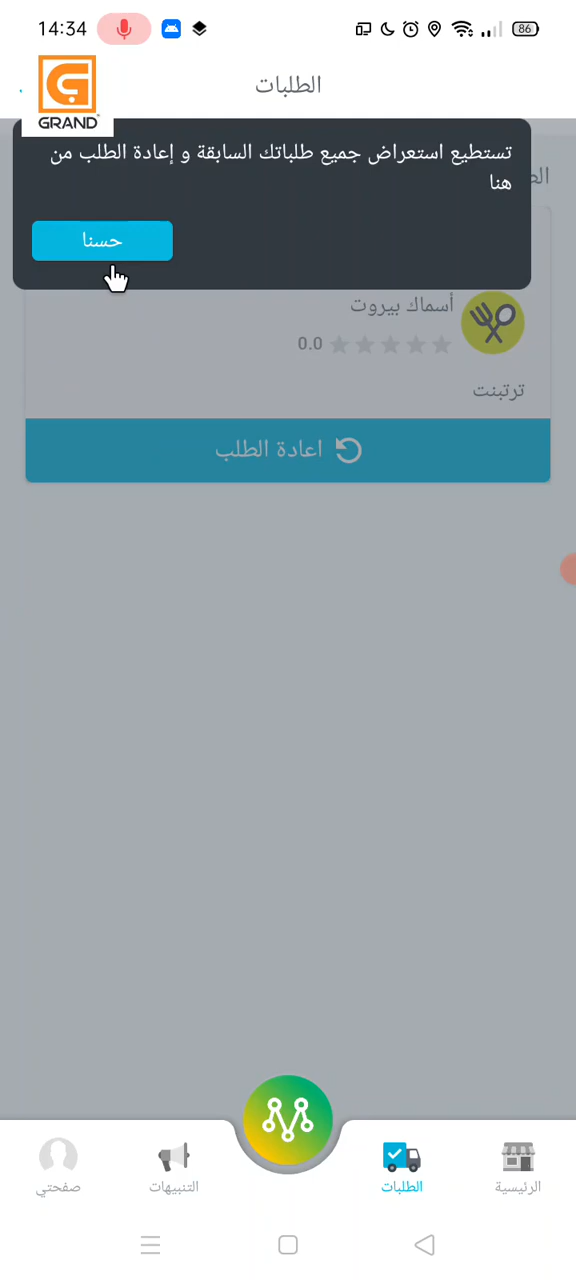 14:34
86
الطلبات
GRAND
تستطيع استعراض جميع طلباتك السابقة و إعادة الطلب من
هنا
حسنا
أسماك بيروت
0.0
ترتبنت
اعادة الطلب
الرئيسية
الطلبات
التنبيهات
صفحتي